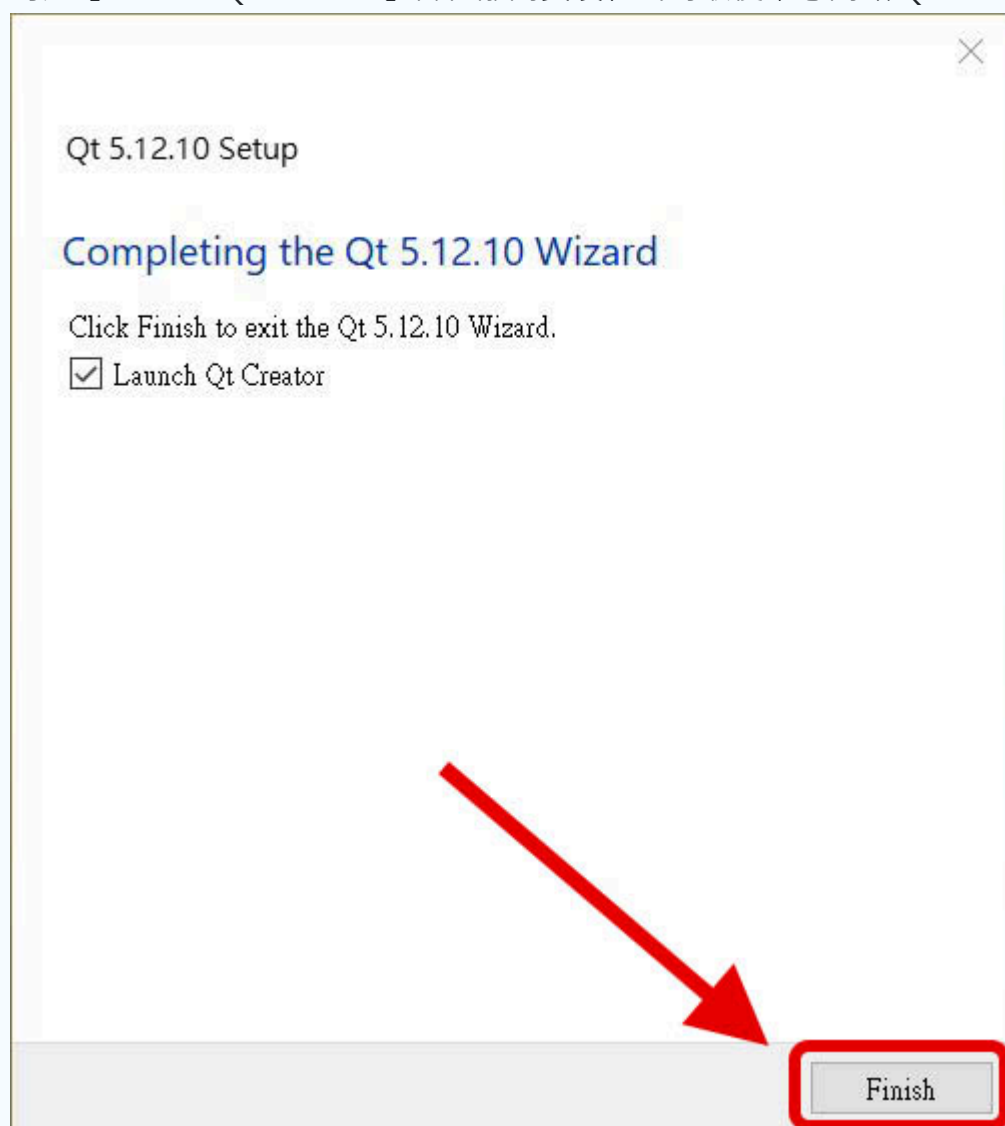 Qt 5.12.10 Setup
Completing the Qt 5.12.10 Wizard
Click Finish to exit the Qt 5.12.10 Wizard.
Launch Qt Creator
Finish